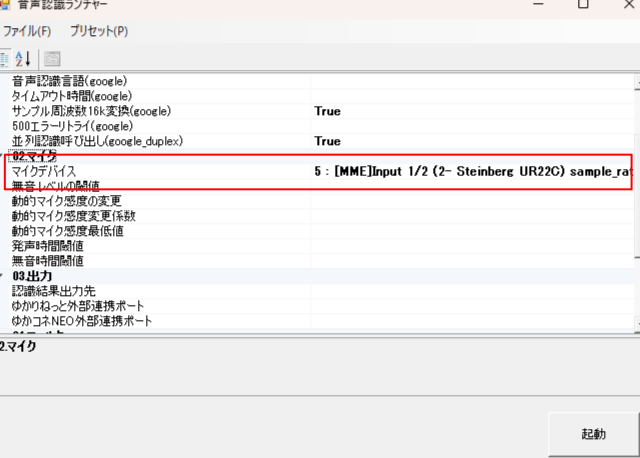 音声認識ランチャー
ファイル(F) プリセット(P)
音声認識言語(google)
タイムアウト時間(google)
サンプル周波数16k変換(google) True
500エラーリトライ(google)
並列認識呼び出し(google_duplex) True
02.マイク
マイクデバイス 5 : [MME]Input 1/2 (2- Steinberg UR22C) sample_rat
無音レベルの閾値
動的マイク感度の変更
動的マイク感度変更係数
動的マイク感度最低値
発声時間閾値
無音時間閾値
03.出力
認識結果出力先
ゆかりねっと外部連携ポート
ゆかコネNEO外部連携ポート
2.マイク
起動